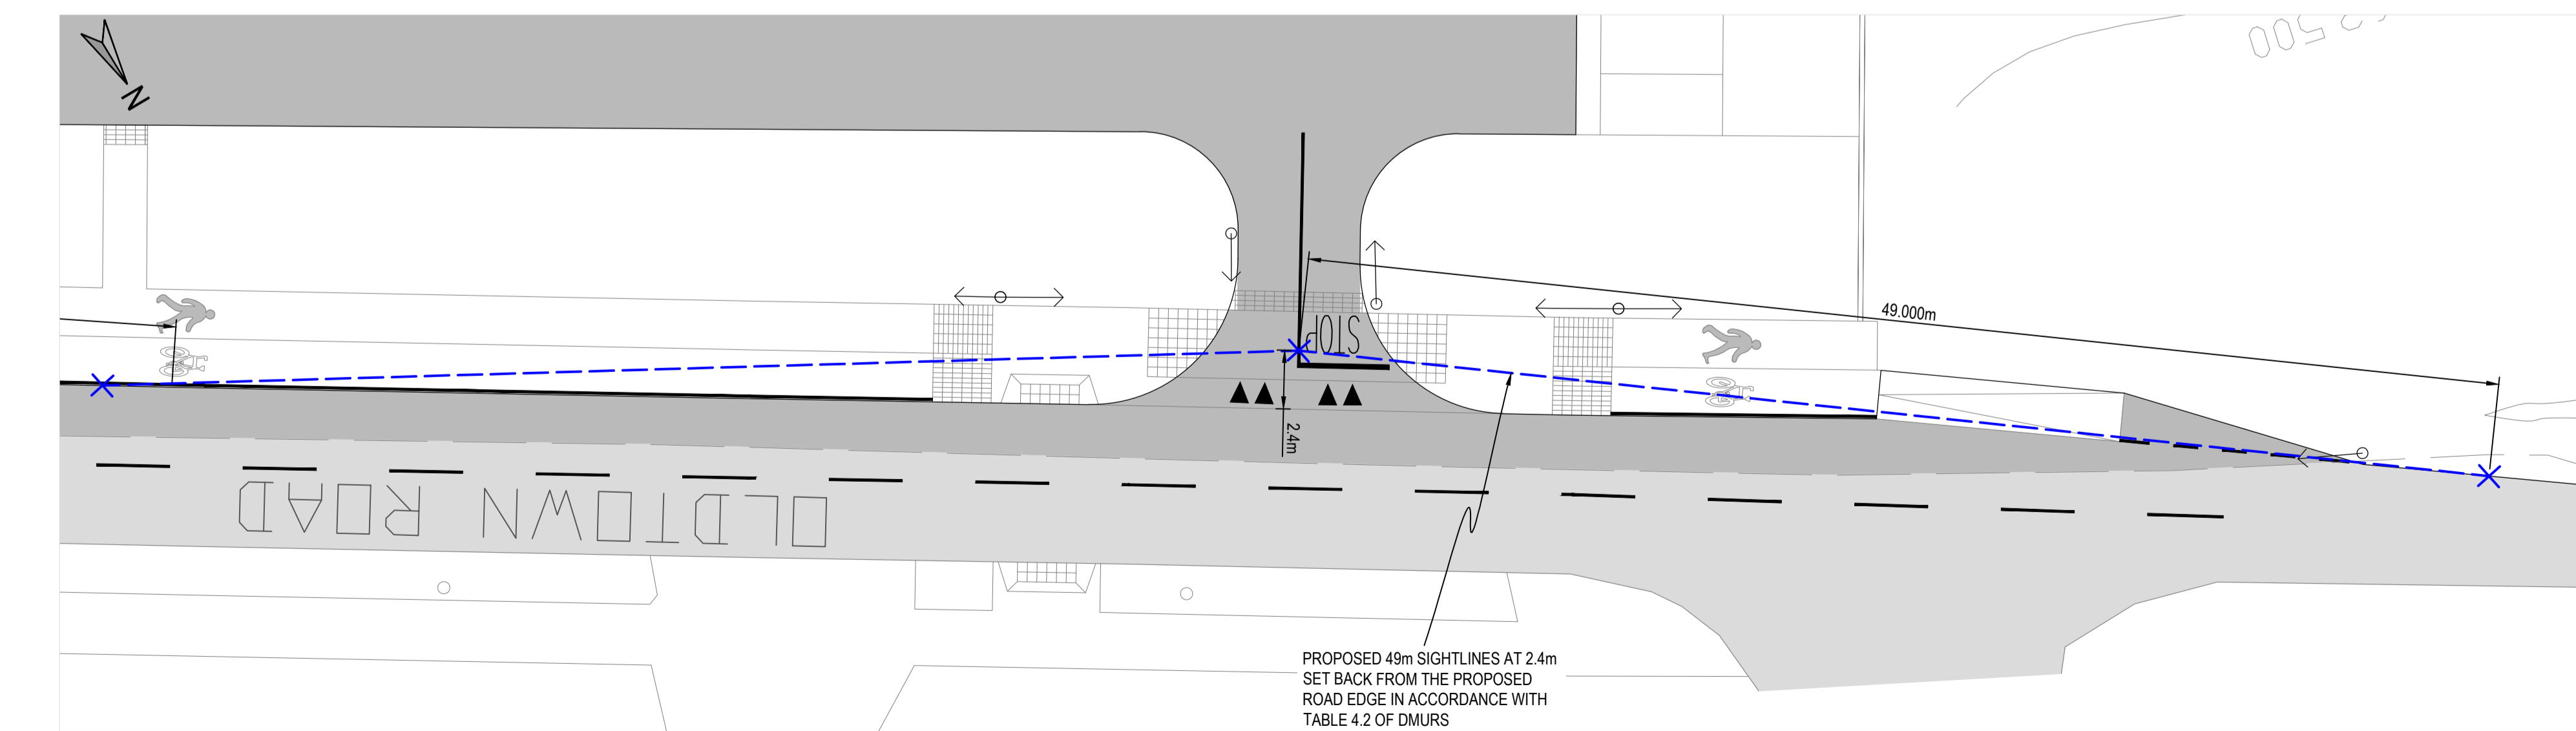 N
49.000m
STOP
2.4m
OLDTOWN ROAD
PROPOSED 49m SIGHTLINES AT 2.4m
SET BACK FROM THE PROPOSED
ROAD EDGE IN ACCORDANCE WITH
TABLE 4.2 OF DMURS